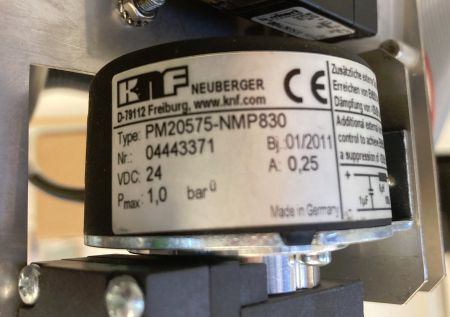 KNF NEUBERGER CE
D-79112 Freiburg, www.knf.com
Type: PM20575-NMP830
Nr.: 04443371 Bj.:01/2011
VDC: 24 A: 0,25
Pmax: 1,0 bar ü
Made in Germany
Zusätzliche externe
Erreichen von
Dämpfung von
Additional external
control to achieve
a suppression of
1µF